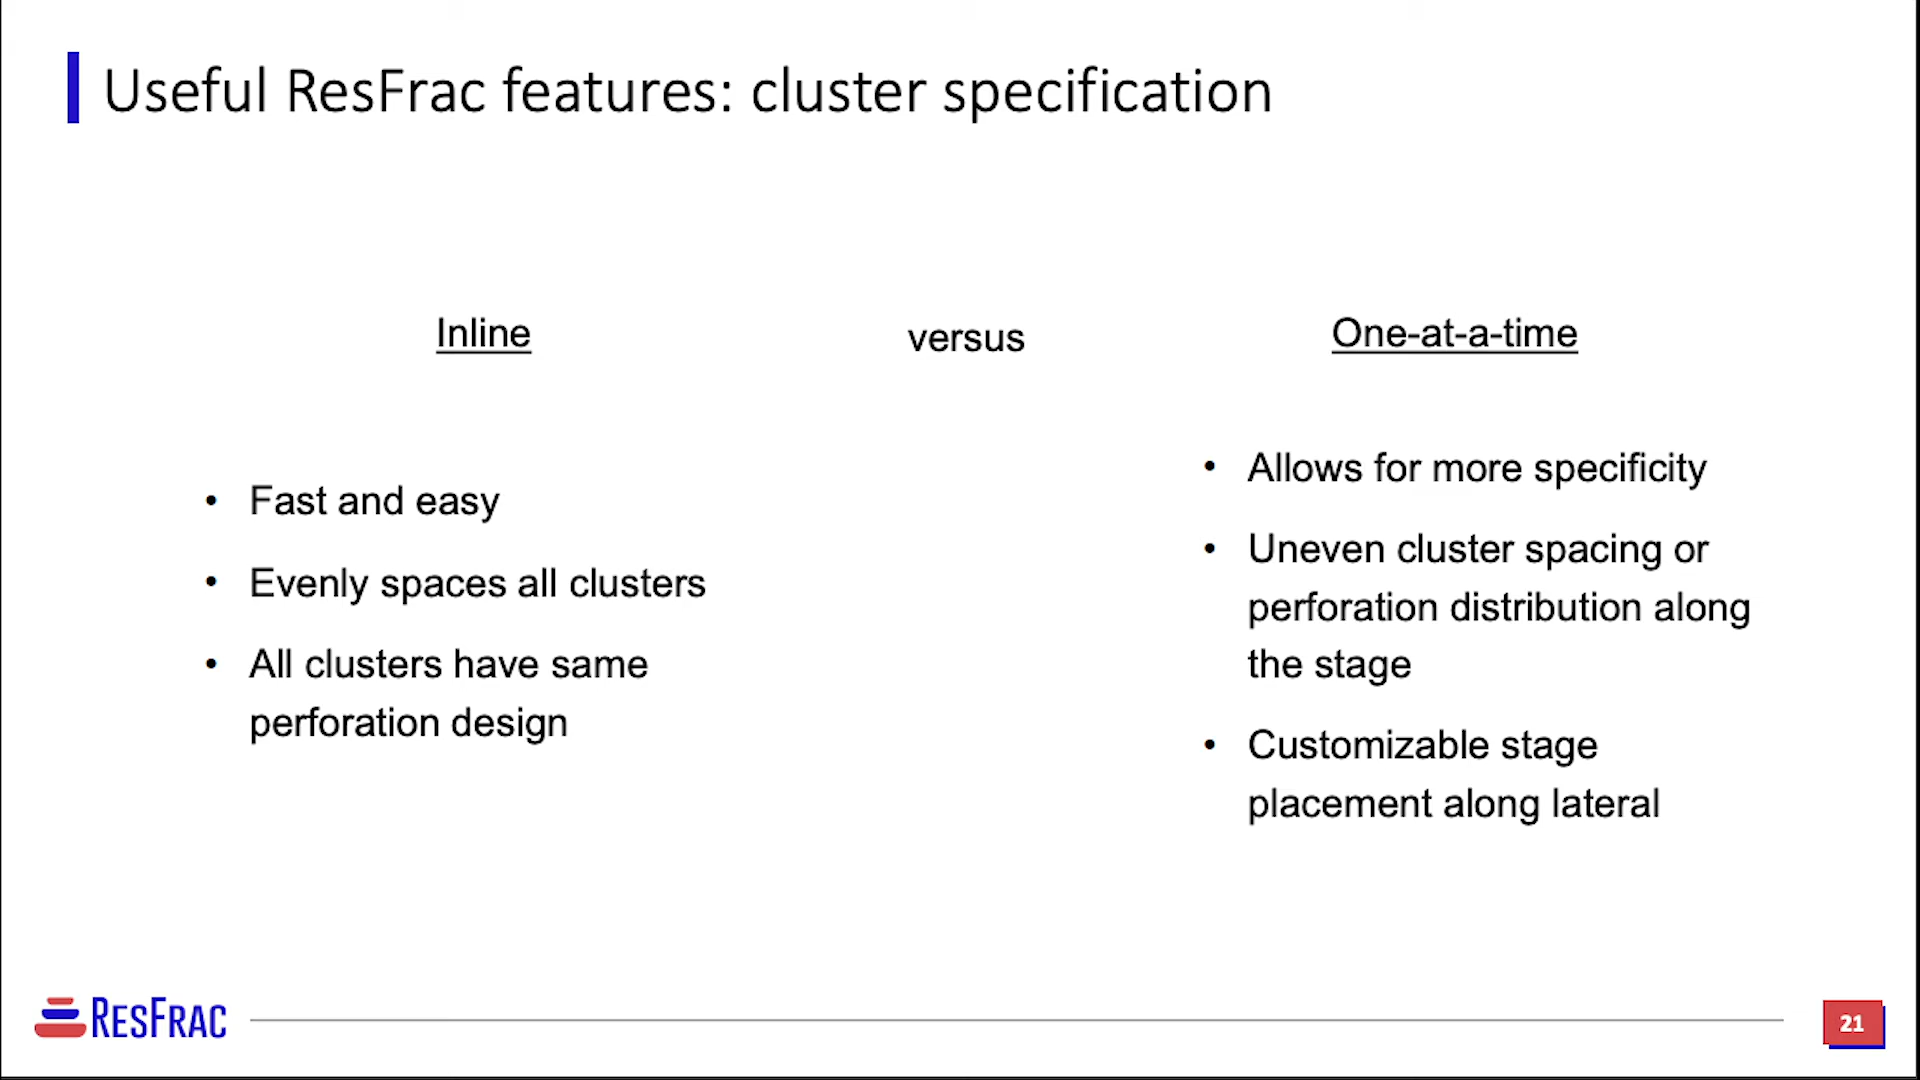 Useful ResFrac features: cluster specification
Inline
versus
One-at-a-time
• Fast and easy
• Evenly spaces all clusters
• All clusters have same
perforation design
• Allows for more specificity
• Uneven cluster spacing or
perforation distribution along
the stage
• Customizable stage
placement along lateral
RESFRAC
21